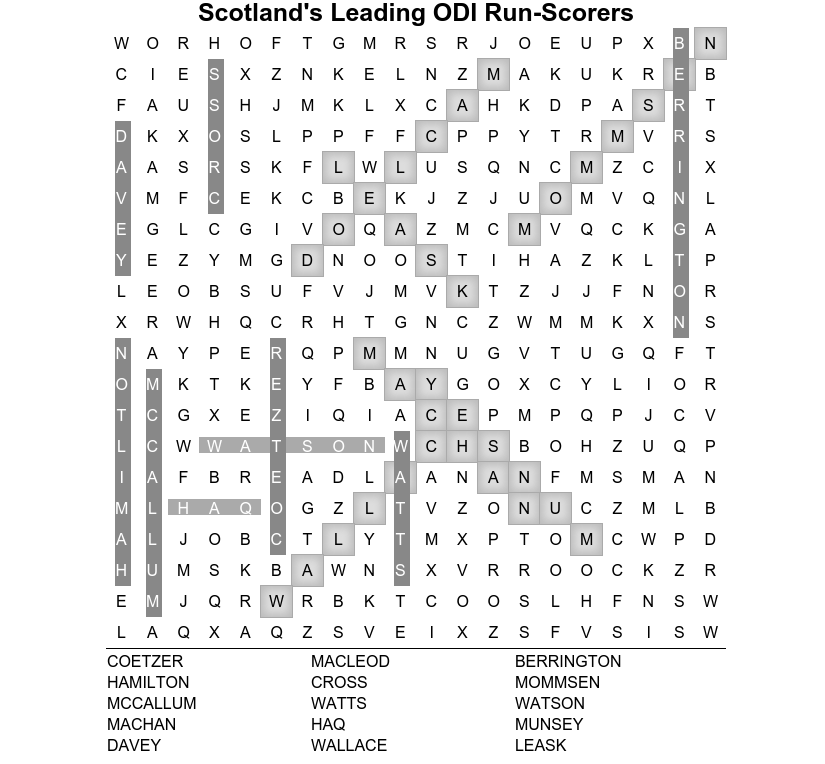 Scotland's Leading ODI Run-Scorers
W O R H O F T G M R S R J O E U P X B N
C I E S X Z N K E L N Z M A K U K R E B
F A U S H J M K L X C A H K D P A S R T
D K X O S L P P F F C P P Y T R M V R S
A A S R S K F L W L U S Q N C M Z C I X
V M F C E K C B E K J Z J U O M V Q N L
E G L C G I V O Q A Z M C M V Q C K G A
Y E Z Y M G D N O O S T I H A Z K L T P
L E O B S U F V J M V K T Z J J F N O R
X R W H Q C R H T G N C Z W M M K X N S
N A Y P E R Q P M M N U G V T U G Q F T
O M K T K E Y F B A Y G O X C Y L I O R
T C G X E Z I Q I A C E P M P Q P J C V
L C W W A T S O N W C H S B O H Z U Q P
I A F B R E A D L A A N A N F M S M A N
M L H A Q O G Z L T V Z O N U C Z M L B
A L J O B C T L Y T M X P T O M C W P D
H U M S K B A W N S X V R R O O C K Z R
E M J Q R W R B K T C O O S L H F N S W
L A Q X A Q Z S V E I X Z S F V S I S W
COETZER MACLEOD BERRINGTON
HAMILTON CROSS MOMMSEN
MCCALLUM WATTS WATSON
MACHAN HAQ MUNSEY
DAVEY WALLACE LEASK